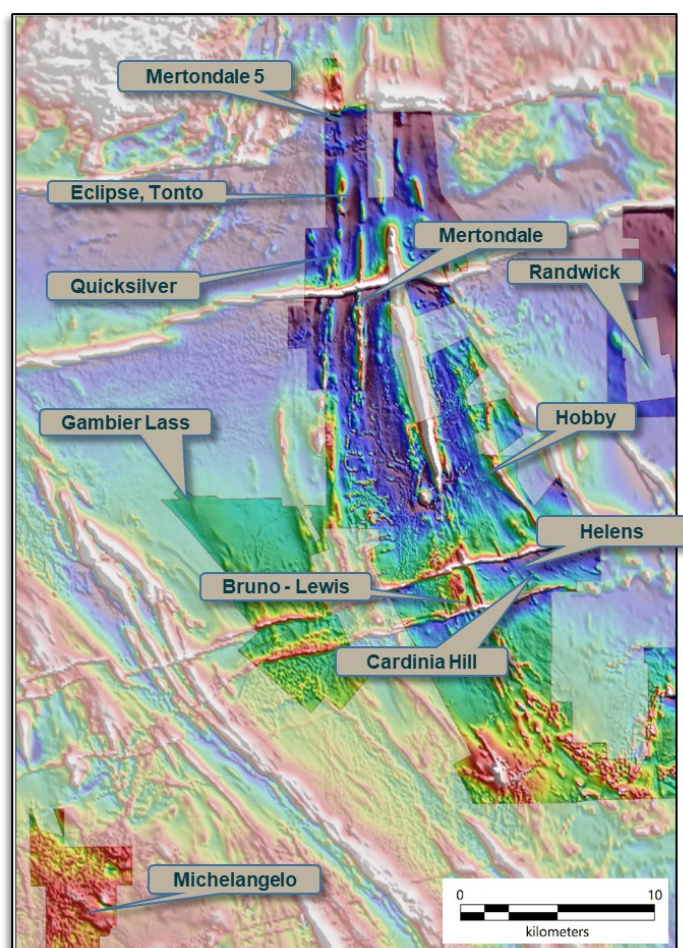 Mertondale 5
Eclipse, Tonto
Mertondale
Randwick
Quicksilver
Gambier Lass
Hobby
Helens
Bruno - Lewis
Cardinia Hill
Michelangelo
0 10
kilometers